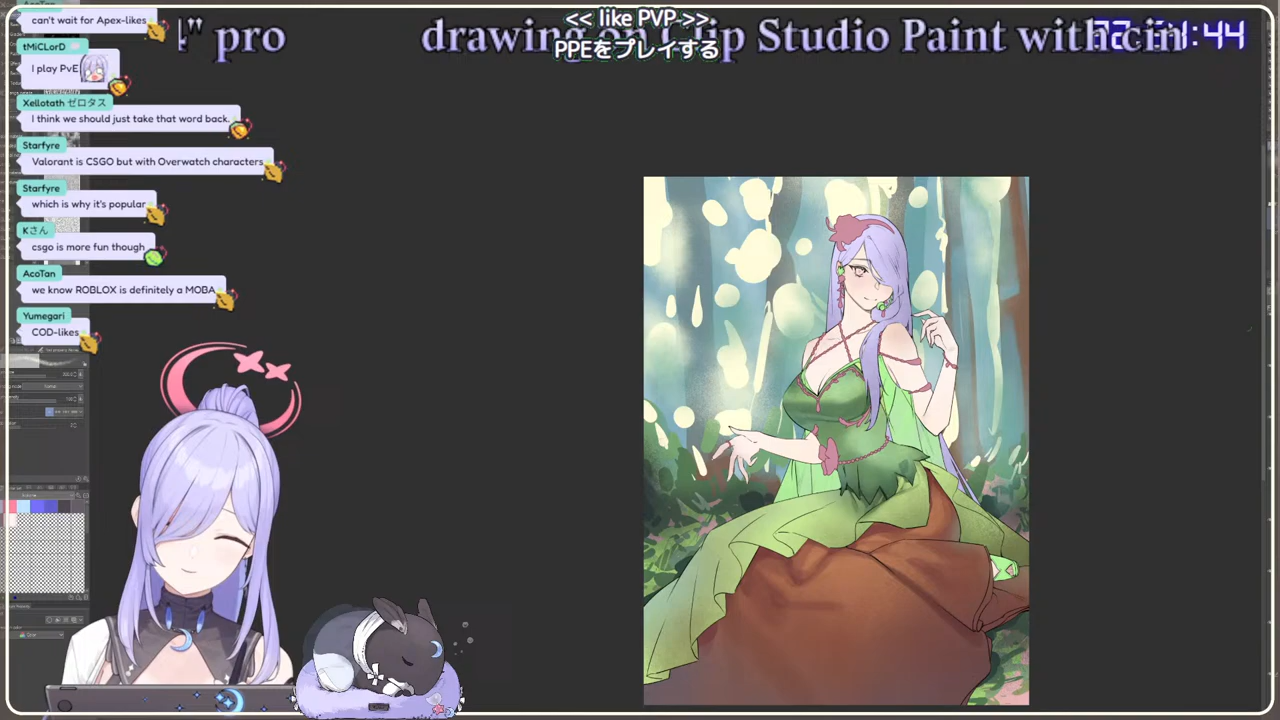 can't wait for Apex-likes
tMiCLorD
I play PvE
Xellotath ゼロタス
I think we should just take that word back.
Starfyre
Valorant is CSGO but with Overwatch characters
Starfyre
which is why it's popular
Kさん
csgo is more fun though
AcoTan
we know ROBLOX is definitely a MOBA
Yumegari
COD-likes
pro drawing on Clip Studio Paint with cin
<< like PVP >>
PPEをプレイする
:44